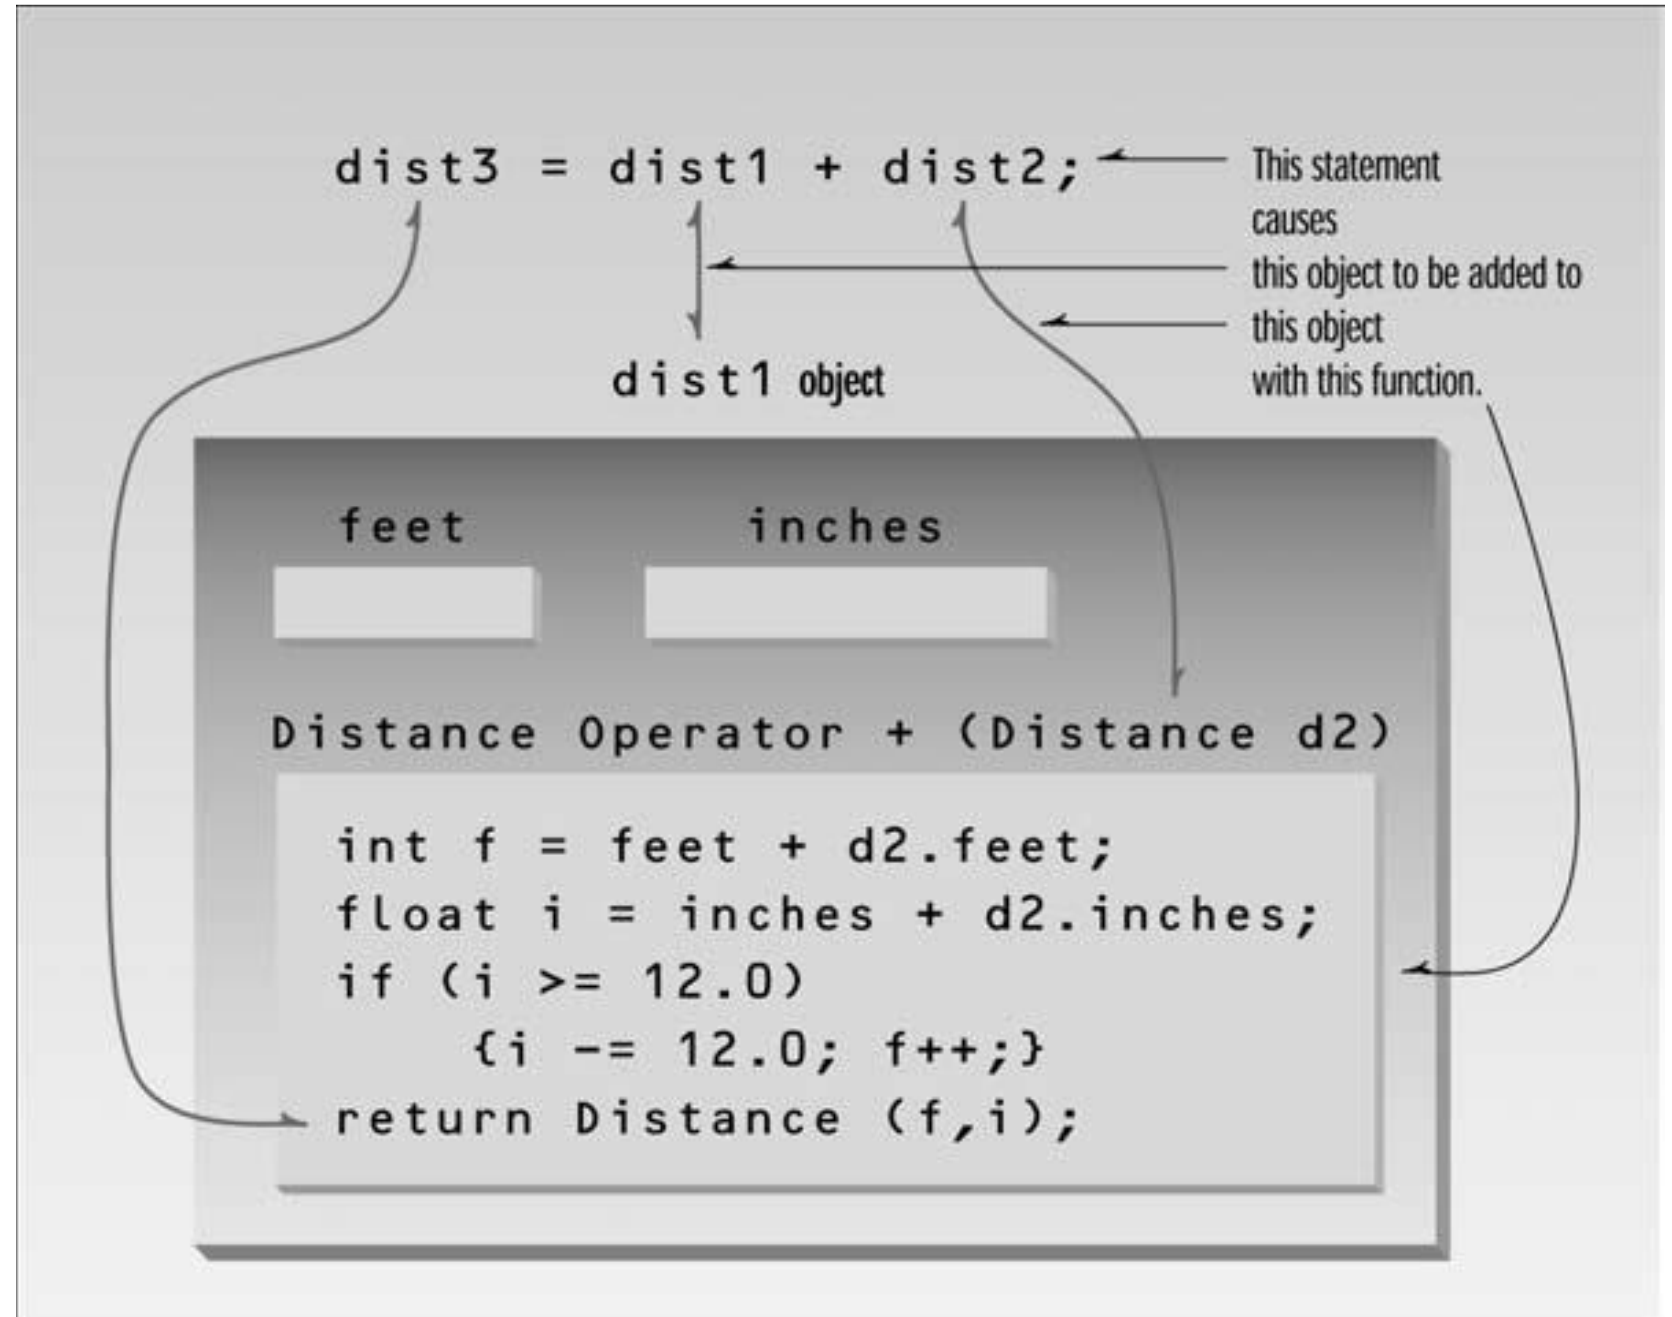 dist3 = dist1 + dist2;
This statement
causes
this object to be added to
this object
with this function.
dist1 object
feet inches
Distance Operator + (Distance d2)
int f = feet + d2.feet;
float i = inches + d2.inches;
if (i >= 12.0)
{i -= 12.0; f++;}
return Distance (f,i);